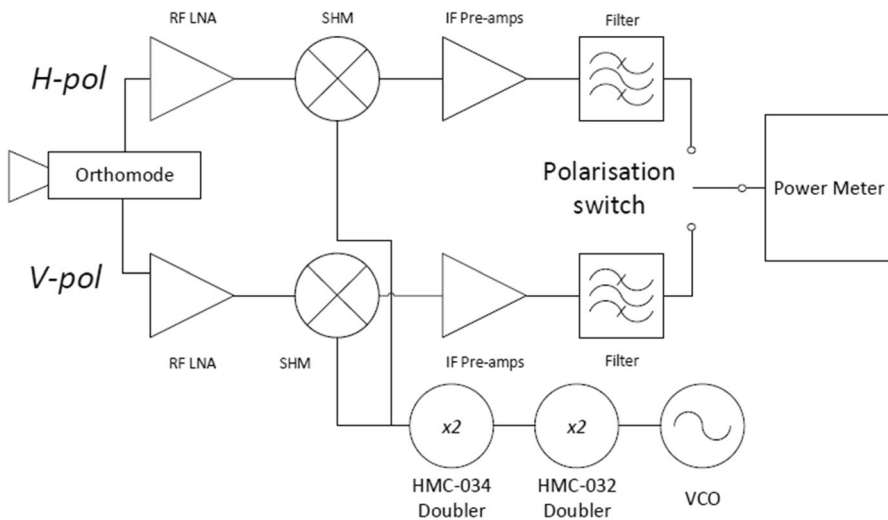 RF LNA
SHM
IF Pre-amps
Filter
H-pol
Orthomode
Polarisation
switch
Power Meter
V-pol
RF LNA
SHM
IF Pre-amps
Filter
x2
x2
HMC-034
Doubler
HMC-032
Doubler
VCO